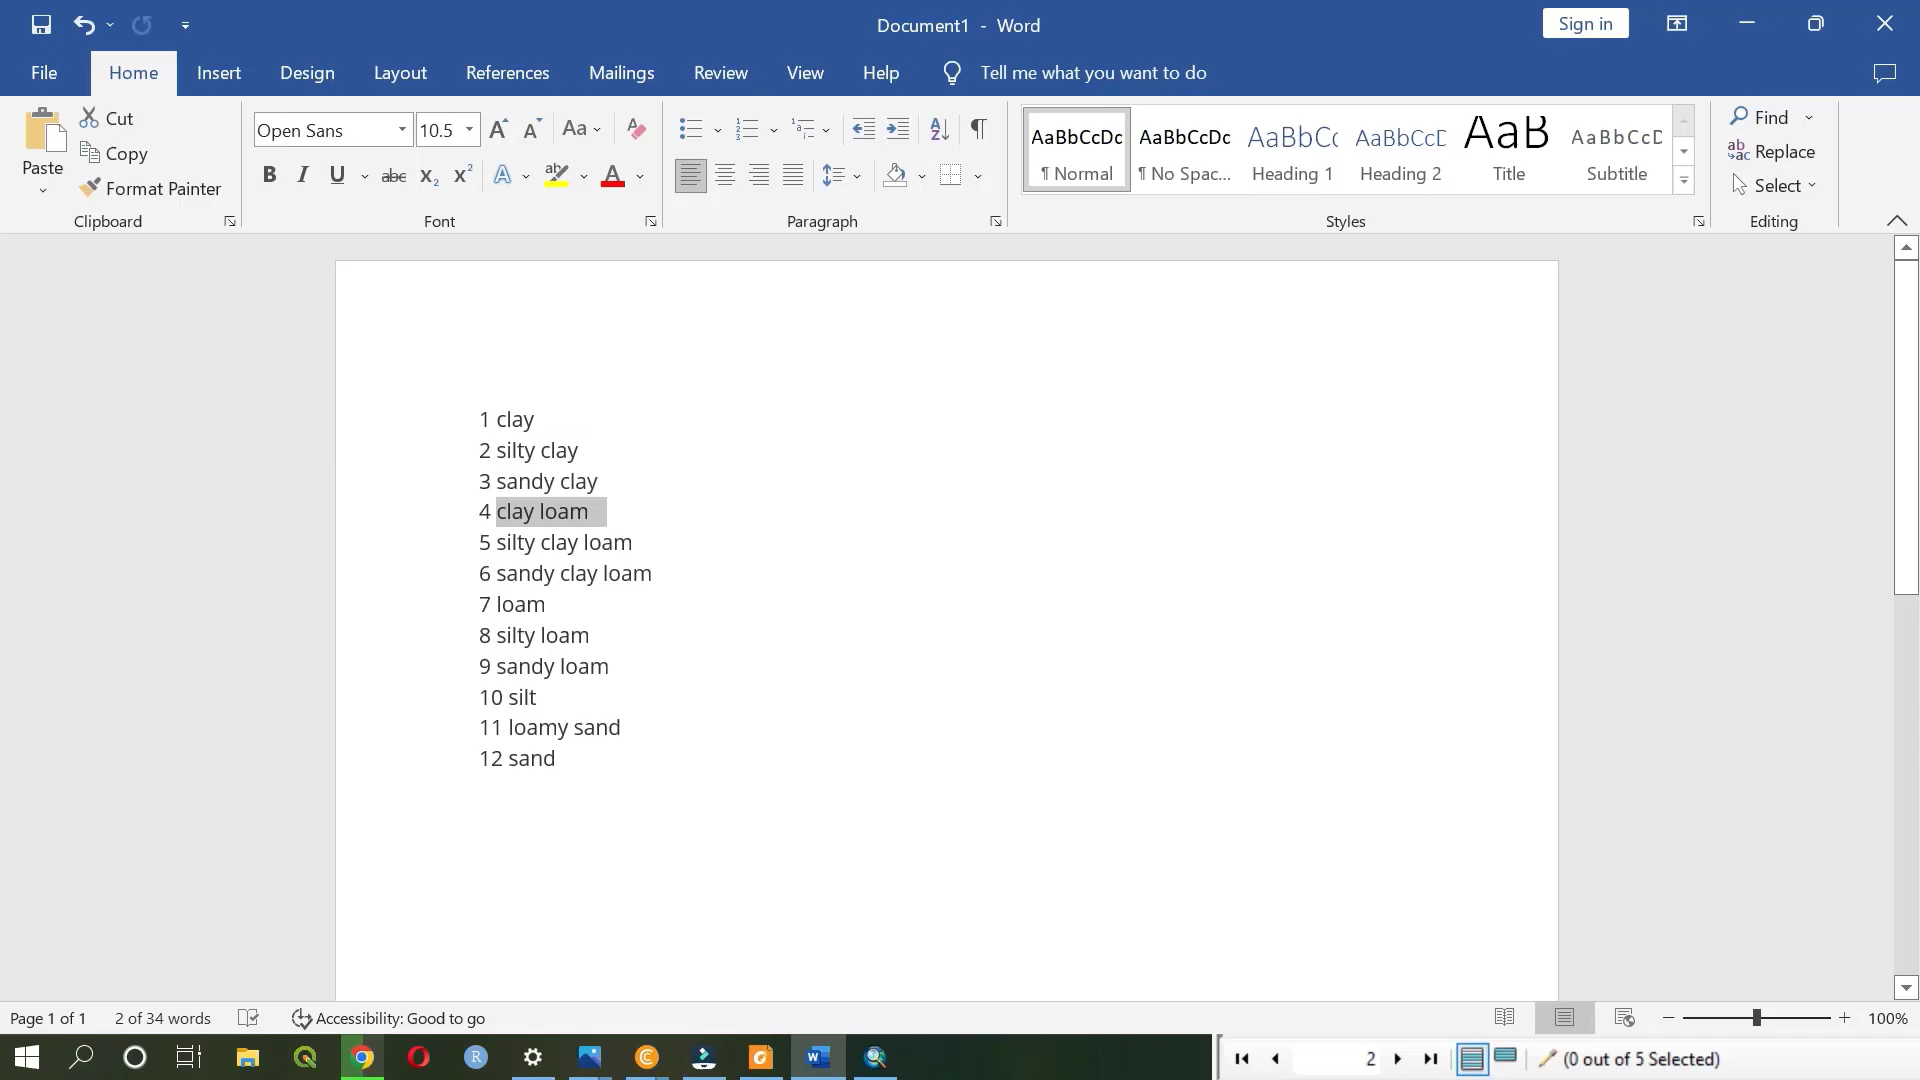 Document1 - Word
Sign in
File Home Insert Design Layout References Mailings Review View Help Tell me what you want to do
Paste
Cut
Copy
Format Painter
Clipboard
Open Sans 10.5
Font
Paragraph
AaBbCcDc AaBbCcDc AaBbCc AaBbCcD AaB AaBbCcD
¶ Normal ¶ No Spac... Heading 1 Heading 2 Title Subtitle
Styles
Find
Replace
Select
Editing
1 clay
2 silty clay
3 sandy clay
4 clay loam
5 silty clay loam
6 sandy clay loam
7 loam
8 silty loam
9 sandy loam
10 silt
11 loamy sand
12 sand
Page 1 of 1 2 of 34 words Accessibility: Good to go 100%
2 (0 out of 5 Selected)